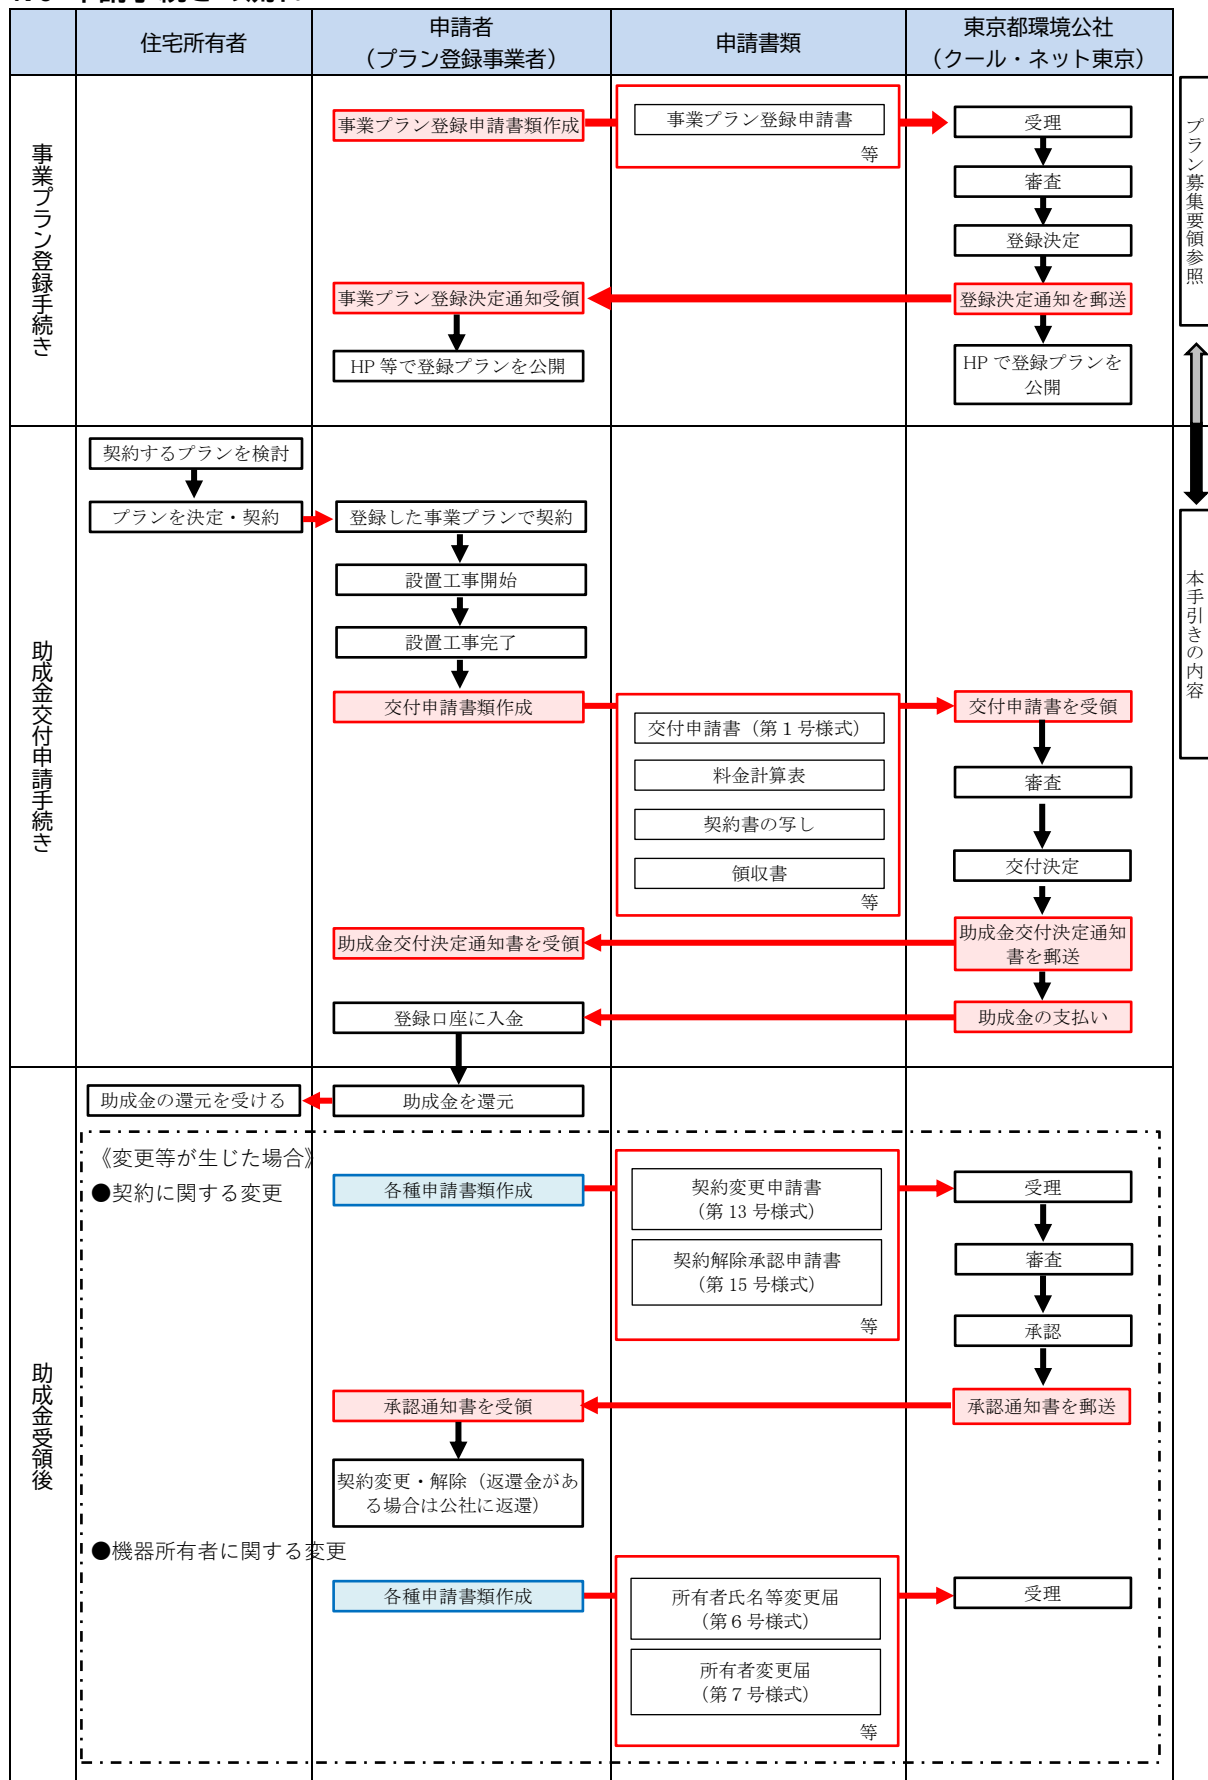 住宅所有者
申請者
（プラン登録事業者）
申請書類
東京都環境公社
（クール・ネット東京）
事業プラン登録手続き
事業プラン登録申請書類作成
事業プラン登録申請書
等
受理
審査
登録決定
事業プラン登録決定通知受領
登録決定通知を郵送
HP 等で登録プランを公開
HP で登録プランを
公開
プラン募集要領参照
助成金交付申請手続き
契約するプランを検討
プランを決定・契約
登録した事業プランで契約
設置工事開始
設置工事完了
交付申請書類作成
交付申請書（第１号様式）
料金計算表
契約書の写し
領収書
等
交付申請書を受領
審査
交付決定
助成金交付決定通知書を受領
助成金交付決定通知
書を郵送
登録口座に入金
助成金の支払い
本手引きの内容
助成金受領後
助成金の還元を受ける
助成金を還元
《変更等が生じた場合》
●契約に関する変更
各種申請書類作成
契約変更申請書
（第 13 号様式）
契約解除承認申請書
（第 15 号様式）
等
受理
審査
承認
承認通知書を受領
承認通知書を郵送
契約変更・解除（返還金があ
る場合は公社に返還）
●機器所有者に関する変更
各種申請書類作成
所有者氏名等変更届
（第６号様式）
所有者変更届
（第７号様式）
等
受理